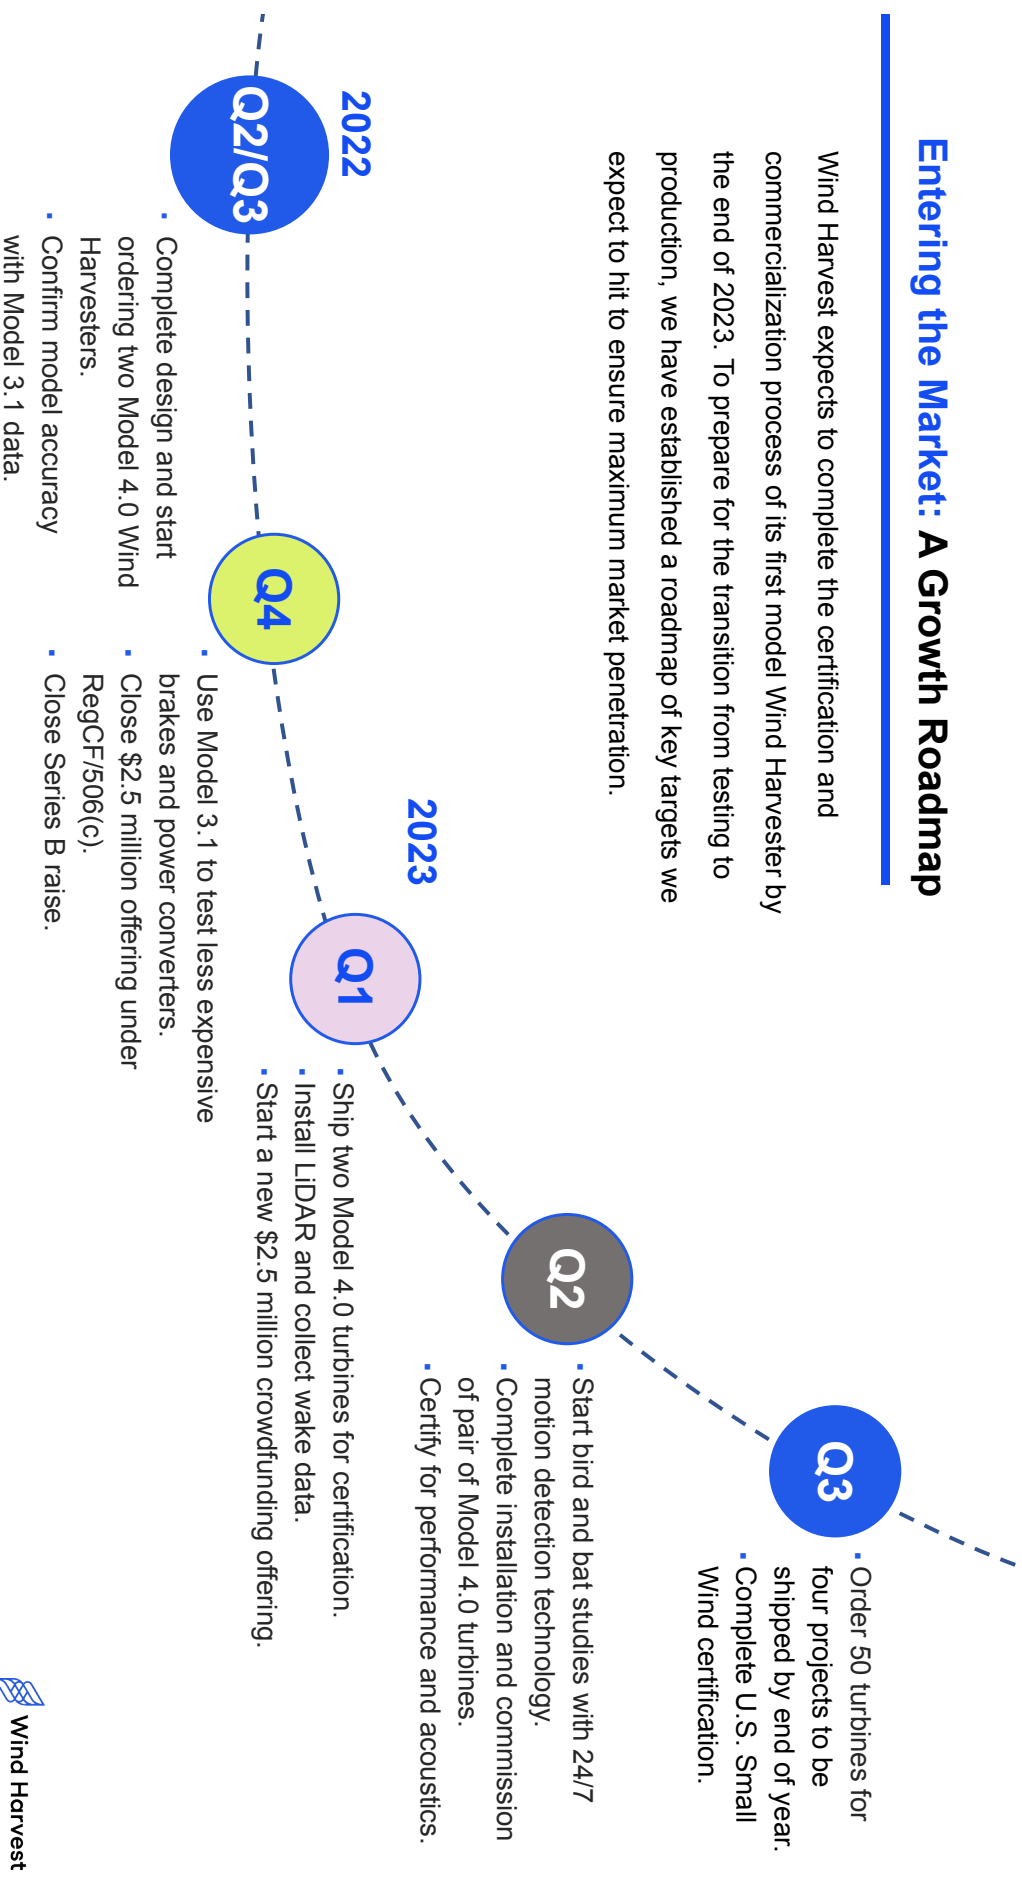 Entering the Market: A Growth Roadmap
Wind Harvest expects to complete the certification and
commercialization process of its first model Wind Harvester by
the end of 2023. To prepare for the transition from testing to
production, we have established a roadmap of key targets we
expect to hit to ensure maximum market penetration.
2022
Q2/Q3
· Complete design and start
ordering two Model 4.0 Wind
Harvesters.
· Confirm model accuracy
with Model 3.1 data.
Q4
· Use Model 3.1 to test less expensive
brakes and power converters.
· Close $2.5 million offering under
RegCF/506(c).
· Close Series B raise.
2023
Q1
· Ship two Model 4.0 turbines for certification.
· Install LiDAR and collect wake data.
· Start a new $2.5 million crowdfunding offering.
Q2
· Start bird and bat studies with 24/7
motion detection technology.
· Complete installation and commission
of pair of Model 4.0 turbines.
· Certify for performance and acoustics.
Q3
· Order 50 turbines for
four projects to be
shipped by end of year.
· Complete U.S. Small
Wind certification.
Wind Harvest